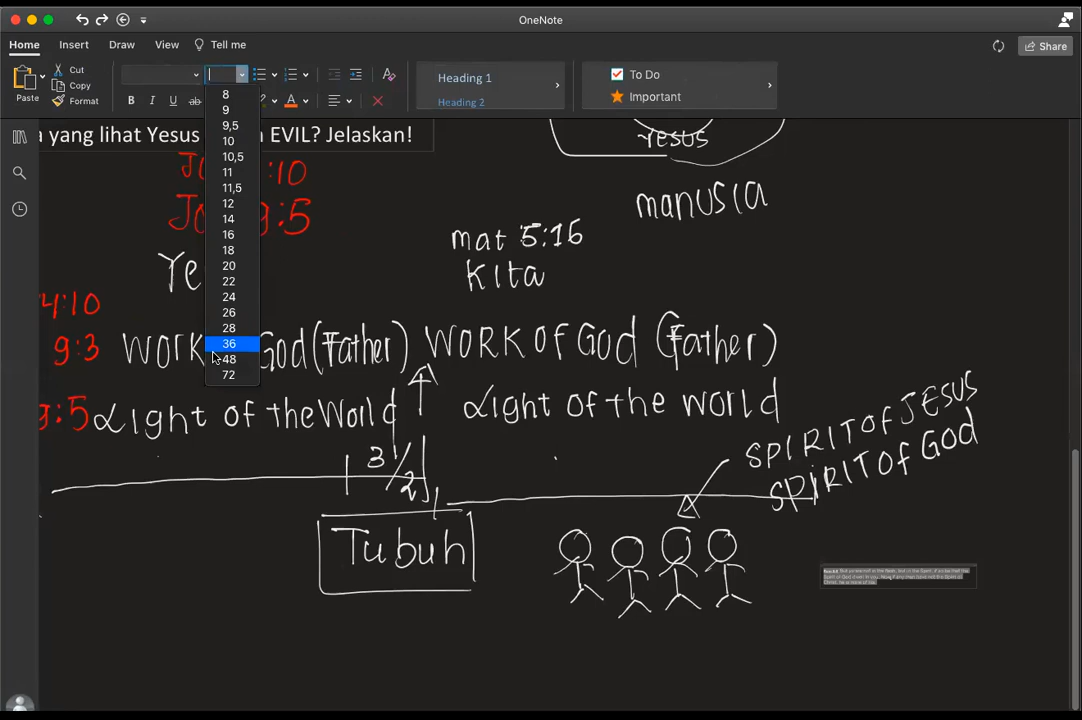 OneNote
Home Insert Draw View Tell me
Share
Paste
Cut
Copy
Format
B I U ab
A
8
9
9,5
10
10,5
11
11,5
12
14
16
18
20
22
24
26
28
36
48
72
Heading 1
Heading 2
To Do
Important
a yang lihat Yesus EVIL? Jelaskan!
Yesus
manusia
Jo :10
Jo 9:5
Ye
mat 5:16
Kita
4:10
9:3 WORK God (Father) WORK OF GOD (Father)
9:5 Light of the World Light of the world
3 1/2
SPIRIT of JESUS
SPIRIT OF GOD
Tubuh